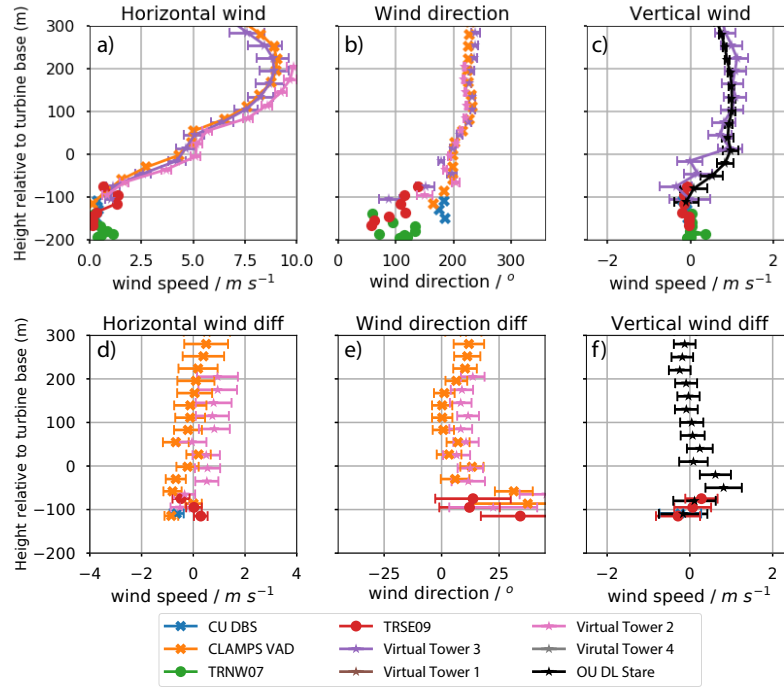 Horizontal wind
Wind direction
Vertical wind
Height relative to turbine base (m)
300
200
100
0
−100
−200
a)
b)
c)
0.0 2.5 5.0 7.5 10.0
0 100 200 300
−2 0 2
wind speed / m s⁻¹
wind direction / °
wind speed / m s⁻¹
Horizontal wind diff
Wind direction diff
Vertical wind diff
Height relative to turbine base (m)
300
200
100
0
−100
−200
d)
e)
f)
−4 0 4
−25 0 25
−2 0 2
wind speed / m s⁻¹
wind direction / °
wind speed / m s⁻¹
CU DBS
CLAMPS VAD
TRNW07
TRSE09
Virtual Tower 3
Virtual Tower 1
Virtual Tower 2
Virutal Tower 4
OU DL Stare